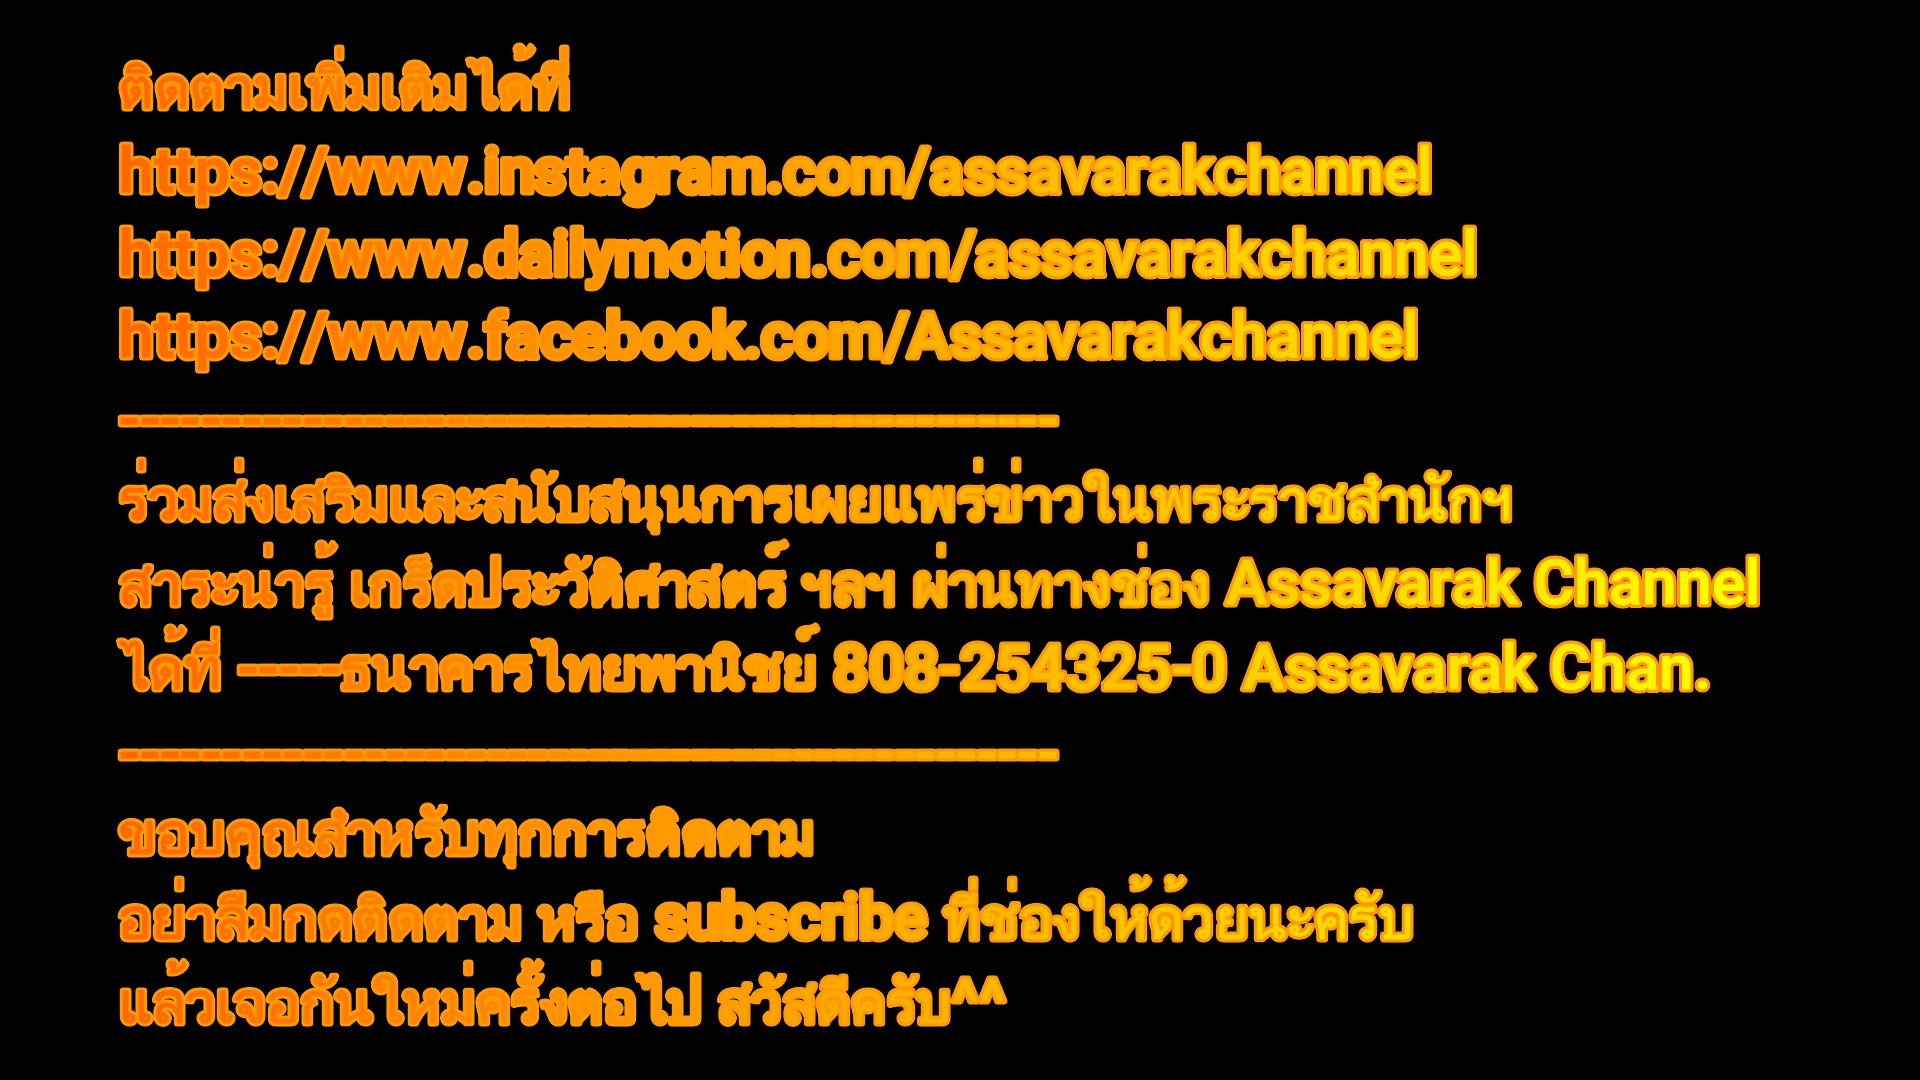 ติดตามเพิ่มเติมได้ที่
https://www.instagram.com/assavarakchannel
https://www.dailymotion.com/assavarakchannel
https://www.facebook.com/Assavarakchannel
----------------------------------------------
ร่วมส่งเสริมและสนับสนุนการเผยแพร่ข่าวในพระราชสำนักฯ
สาระน่ารู้ เกร็ดประวัติศาสตร์ ฯลฯ ผ่านทางช่อง Assavarak Channel
ได้ที่ -----ธนาคารไทยพานิชย์ 808-254325-0 Assavarak Chan.
----------------------------------------------
ขอบคุณสำหรับทุกการติดตาม
อย่าลืมกดติดตาม หรือ subscribe ที่ช่องให้ด้วยนะครับ
แล้วเจอกันใหม่ครั้งต่อไป สวัสดีครับ^^